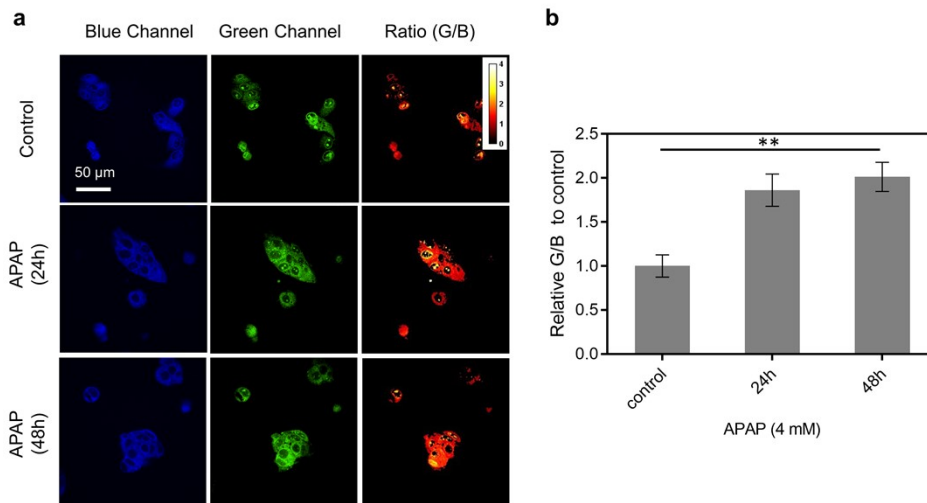 a
Blue Channel Green Channel Ratio (G/B)
Control
50 µm
4
3
2
1
0
APAP
(24h)
APAP
(48h)
b
Relative G/B to control
2.5
2.0
1.5
1.0
0.5
0.0
**
control 24h 48h
APAP (4 mM)